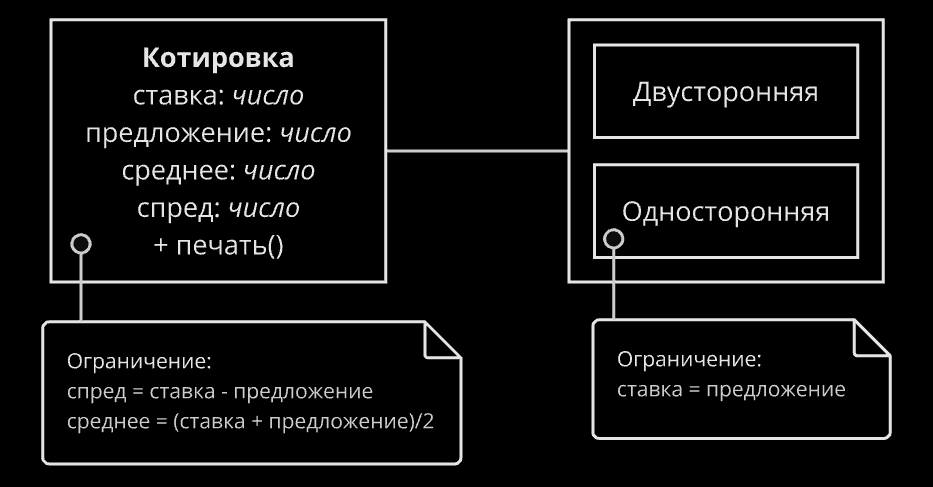 Котировка
ставка: число
предложение: число
среднее: число
спред: число
+ печать()
Двусторонняя
Односторонняя
Ограничение:
спред = ставка - предложение
среднее = (ставка + предложение)/2
Ограничение:
ставка = предложение